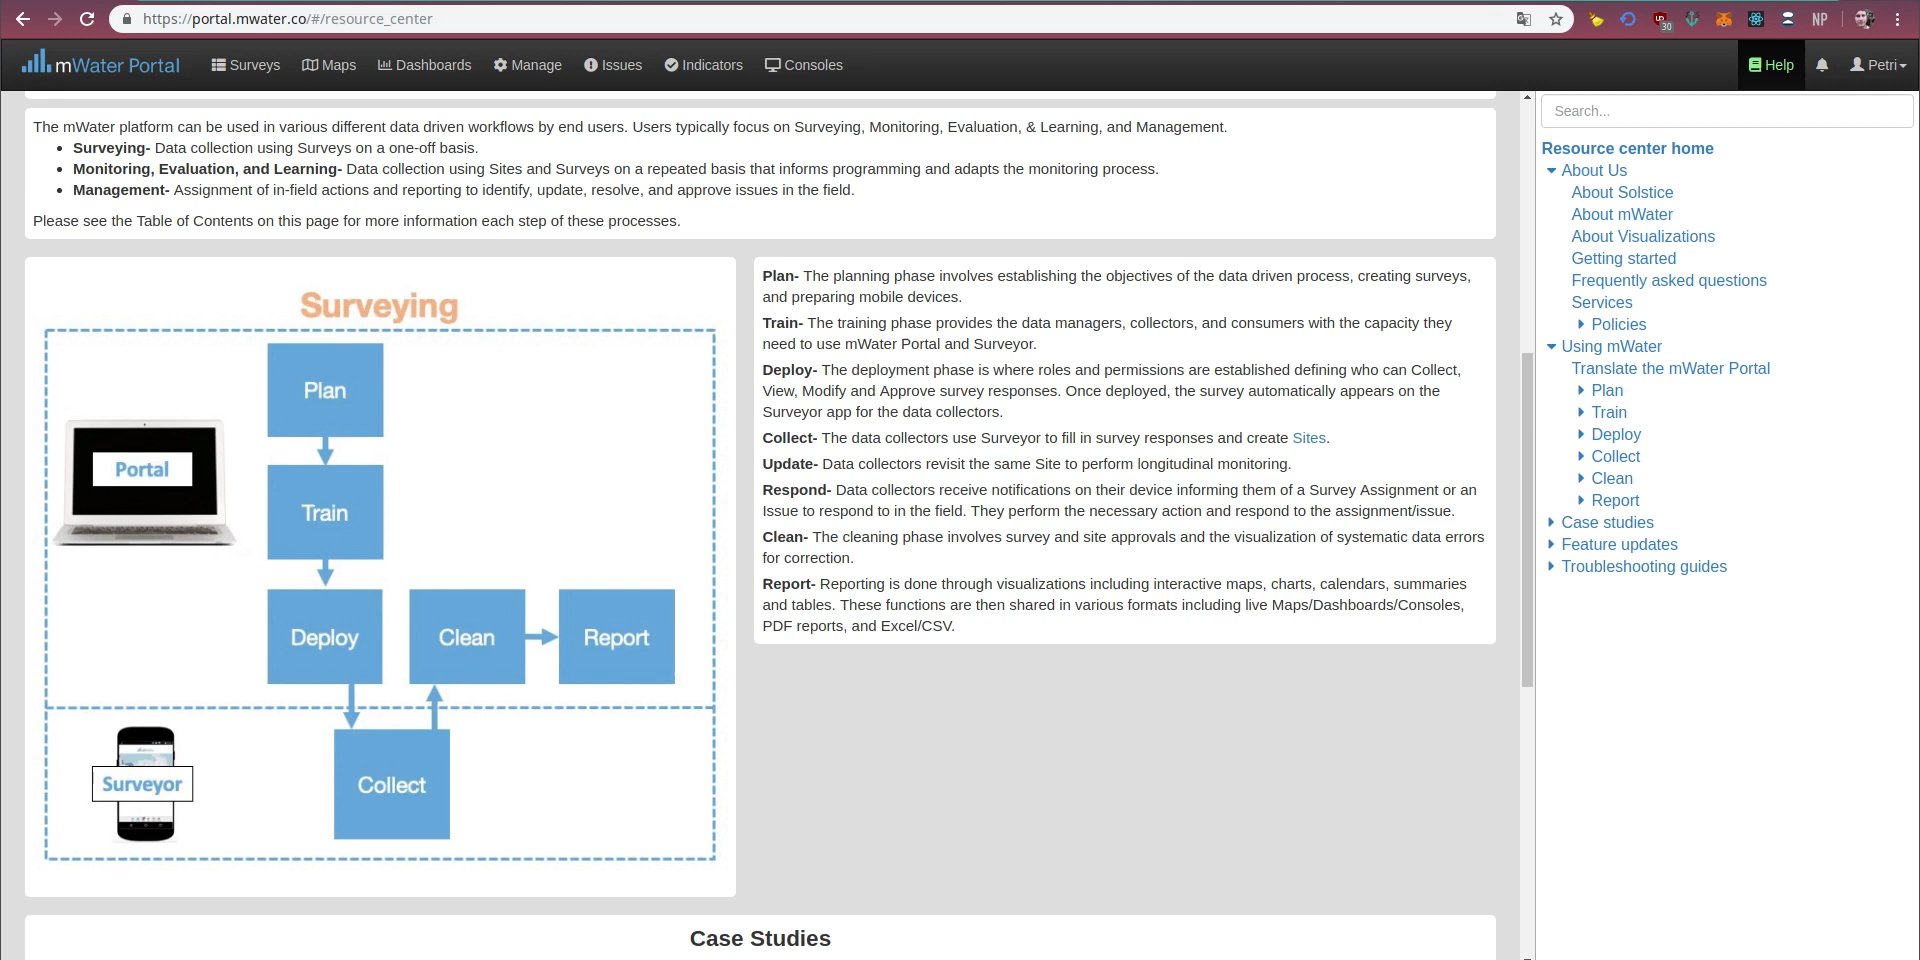 https://portal.mwater.co/#/resource_center
30
NP
mWater Portal
Surveys
Maps
Dashboards
Manage
Issues
Indicators
Consoles
Help
Petri
The mWater platform can be used in various different data driven workflows by end users. Users typically focus on Surveying, Monitoring, Evaluation, & Learning, and Management.
Surveying- Data collection using Surveys on a one-off basis.
Monitoring, Evaluation, and Learning- Data collection using Sites and Surveys on a repeated basis that informs programming and adapts the monitoring process.
Management- Assignment of in-field actions and reporting to identify, update, resolve, and approve issues in the field.
Please see the Table of Contents on this page for more information each step of these processes.
Surveying
Plan
Portal
Train
Deploy
Clean
Report
Surveyor
Collect
Plan- The planning phase involves establishing the objectives of the data driven process, creating surveys,
and preparing mobile devices.
Train- The training phase provides the data managers, collectors, and consumers with the capacity they
need to use mWater Portal and Surveyor.
Deploy- The deployment phase is where roles and permissions are established defining who can Collect,
View, Modify and Approve survey responses. Once deployed, the survey automatically appears on the
Surveyor app for the data collectors.
Collect- The data collectors use Surveyor to fill in survey responses and create Sites.
Update- Data collectors revisit the same Site to perform longitudinal monitoring.
Respond- Data collectors receive notifications on their device informing them of a Survey Assignment or an
Issue to respond to in the field. They perform the necessary action and respond to the assignment/issue.
Clean- The cleaning phase involves survey and site approvals and the visualization of systematic data errors
for correction.
Report- Reporting is done through visualizations including interactive maps, charts, calendars, summaries
and tables. These functions are then shared in various formats including live Maps/Dashboards/Consoles,
PDF reports, and Excel/CSV.
Case Studies
Search...
Resource center home
About Us
About Solstice
About mWater
About Visualizations
Getting started
Frequently asked questions
Services
Policies
Using mWater
Translate the mWater Portal
Plan
Train
Deploy
Collect
Clean
Report
Case studies
Feature updates
Troubleshooting guides